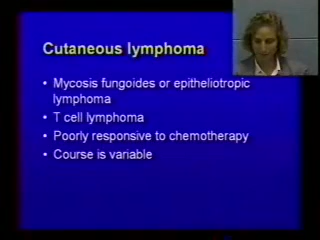 Cutaneous lymphoma
• Mycosis fungoides or epitheliotropic
lymphoma
• T cell lymphoma
• Poorly responsive to chemotherapy
• Course is variable